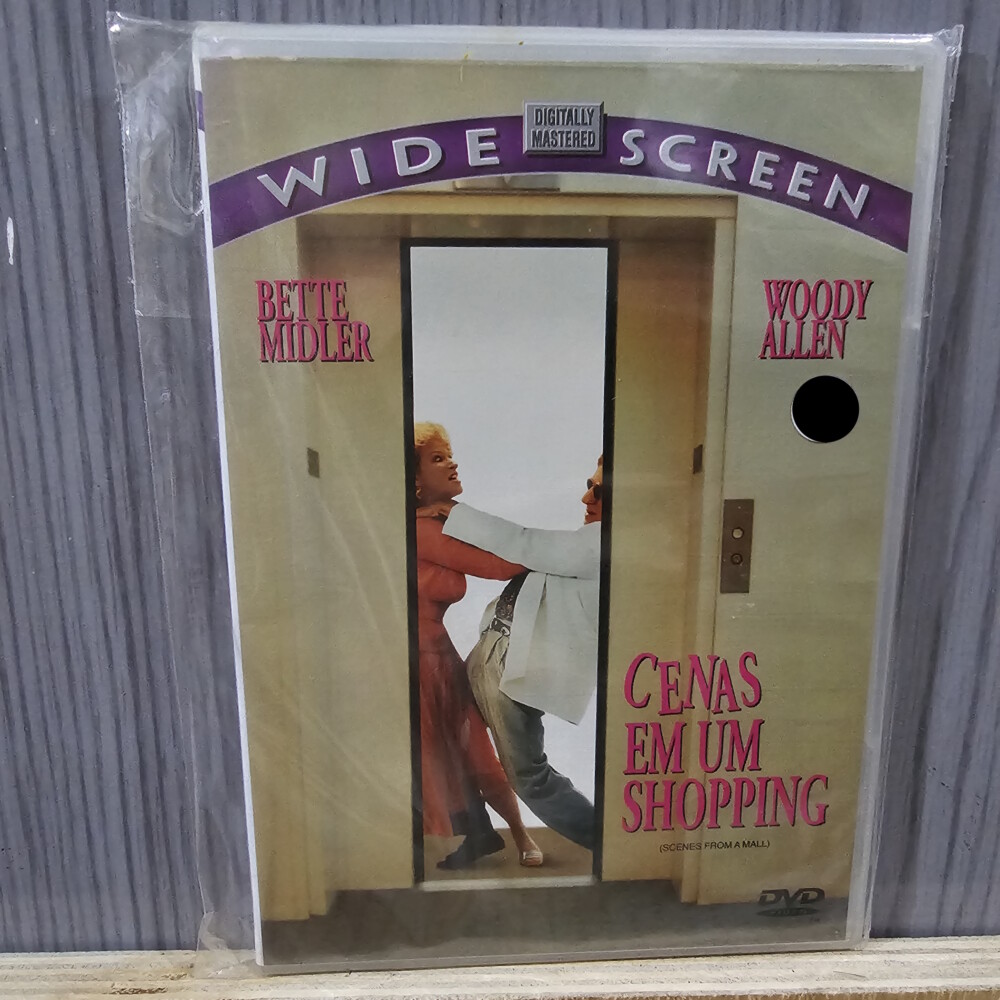 DIGITALLY
MASTERED
WIDE SCREEN
BETTE
MIDLER
WOODY
ALLEN
CENAS
EM UM
SHOPPING
(SCENES FROM A MALL)
DVD